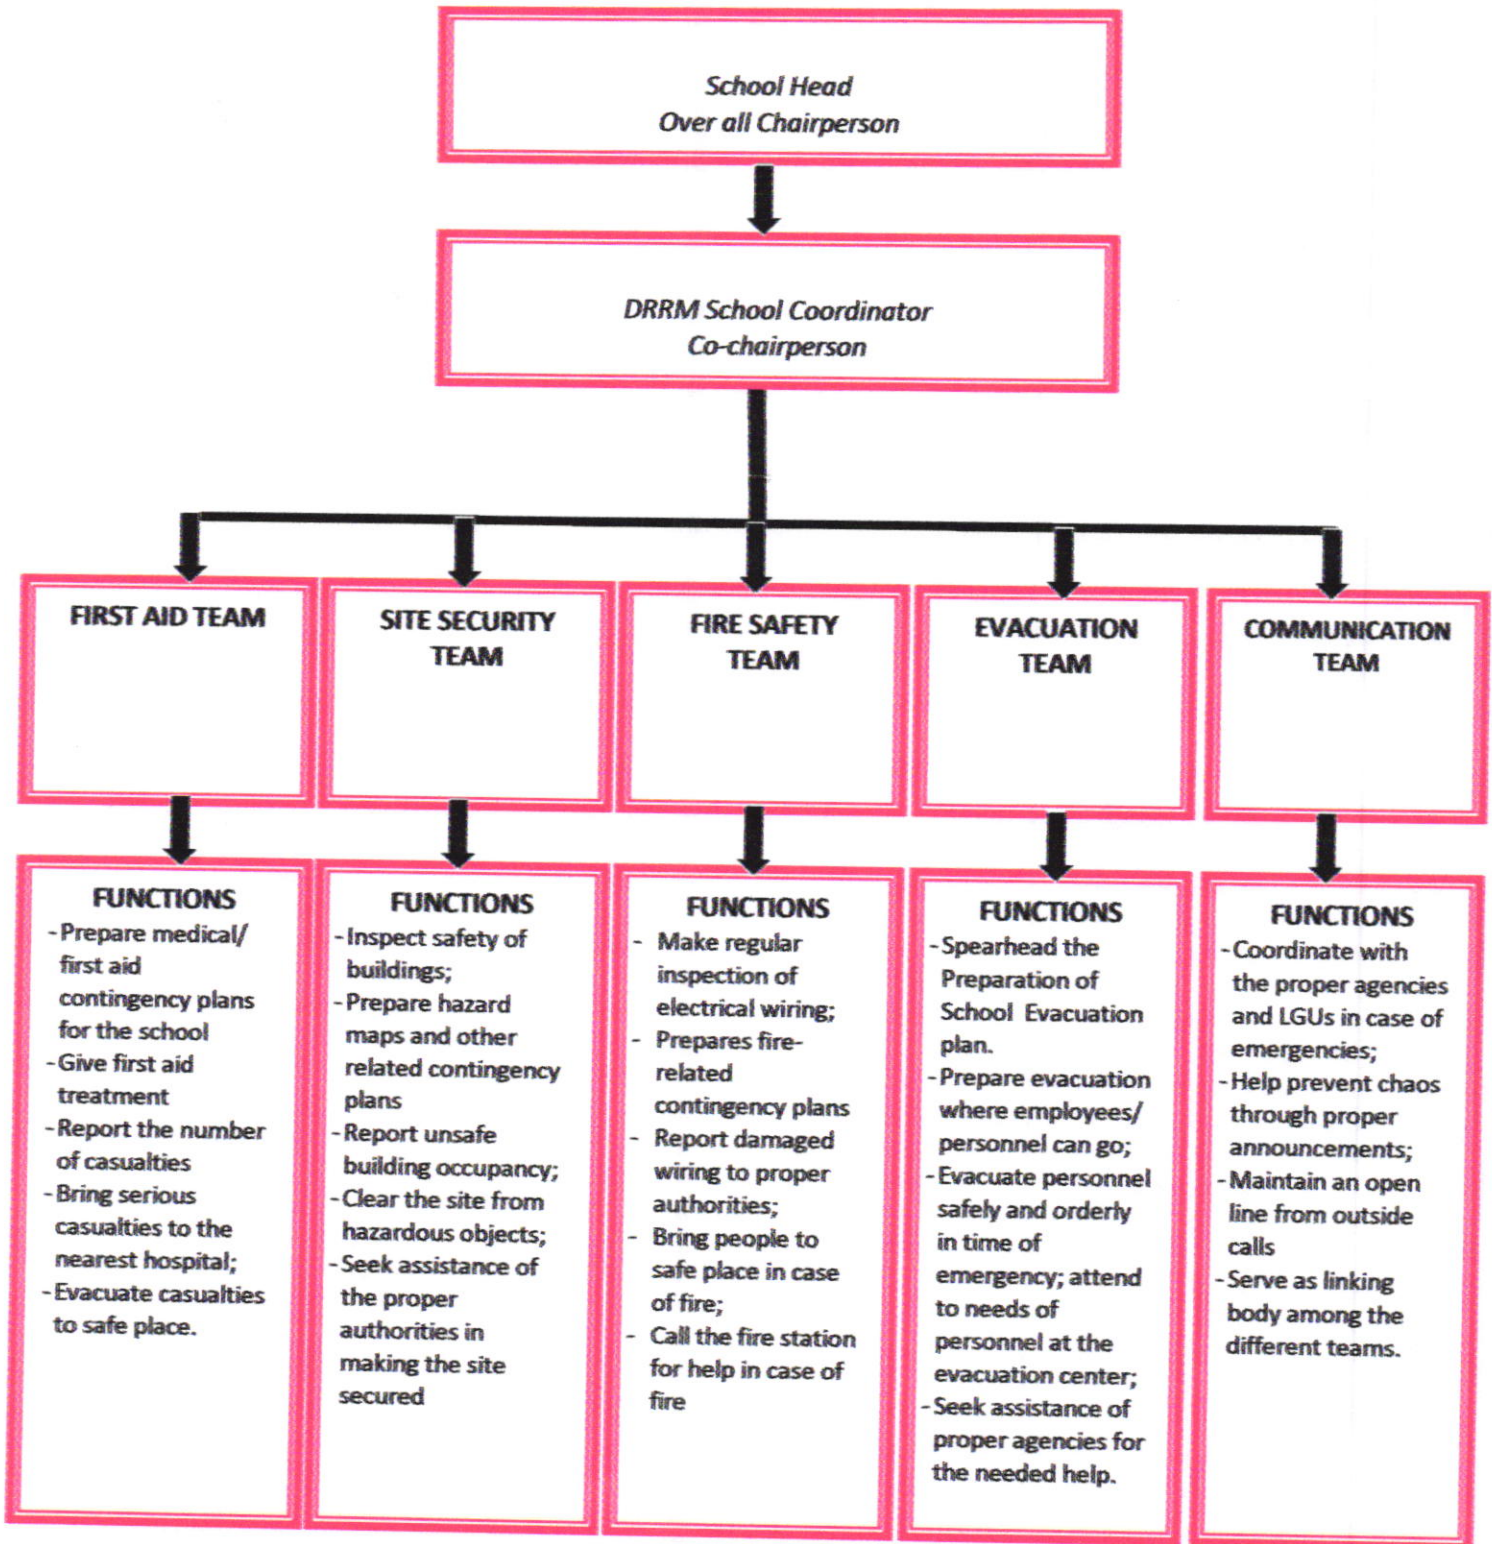 School Head
Over all Chairperson
DRRM School Coordinator
Co-chairperson
FIRST AID TEAM
SITE SECURITY
TEAM
FIRE SAFETY
TEAM
EVACUATION
TEAM
COMMUNICATION
TEAM
FUNCTIONS
-Prepare medical/
first aid
contingency plans
for the school
-Give first aid
treatment
-Report the number
of casualties
-Bring serious
casualties to the
nearest hospital;
-Evacuate casualties
to safe place.
FUNCTIONS
-Inspect safety of
buildings;
-Prepare hazard
maps and other
related contingency
plans
-Report unsafe
building occupancy;
-Clear the site from
hazardous objects;
-Seek assistance of
the proper
authorities in
making the site
secured
FUNCTIONS
- Make regular
inspection of
electrical wiring;
- Prepares fire-
related
contingency plans
- Report damaged
wiring to proper
authorities;
- Bring people to
safe place in case
of fire;
- Call the fire station
for help in case of
fire
FUNCTIONS
-Spearhead the
Preparation of
School Evacuation
plan.
-Prepare evacuation
where employees/
personnel can go;
-Evacuate personnel
safely and orderly
in time of
emergency; attend
to needs of
personnel at the
evacuation center;
-Seek assistance of
proper agencies for
the needed help.
FUNCTIONS
-Coordinate with
the proper agencies
and LGUs in case of
emergencies;
-Help prevent chaos
through proper
announcements;
-Maintain an open
line from outside
calls
-Serve as linking
body among the
different teams.